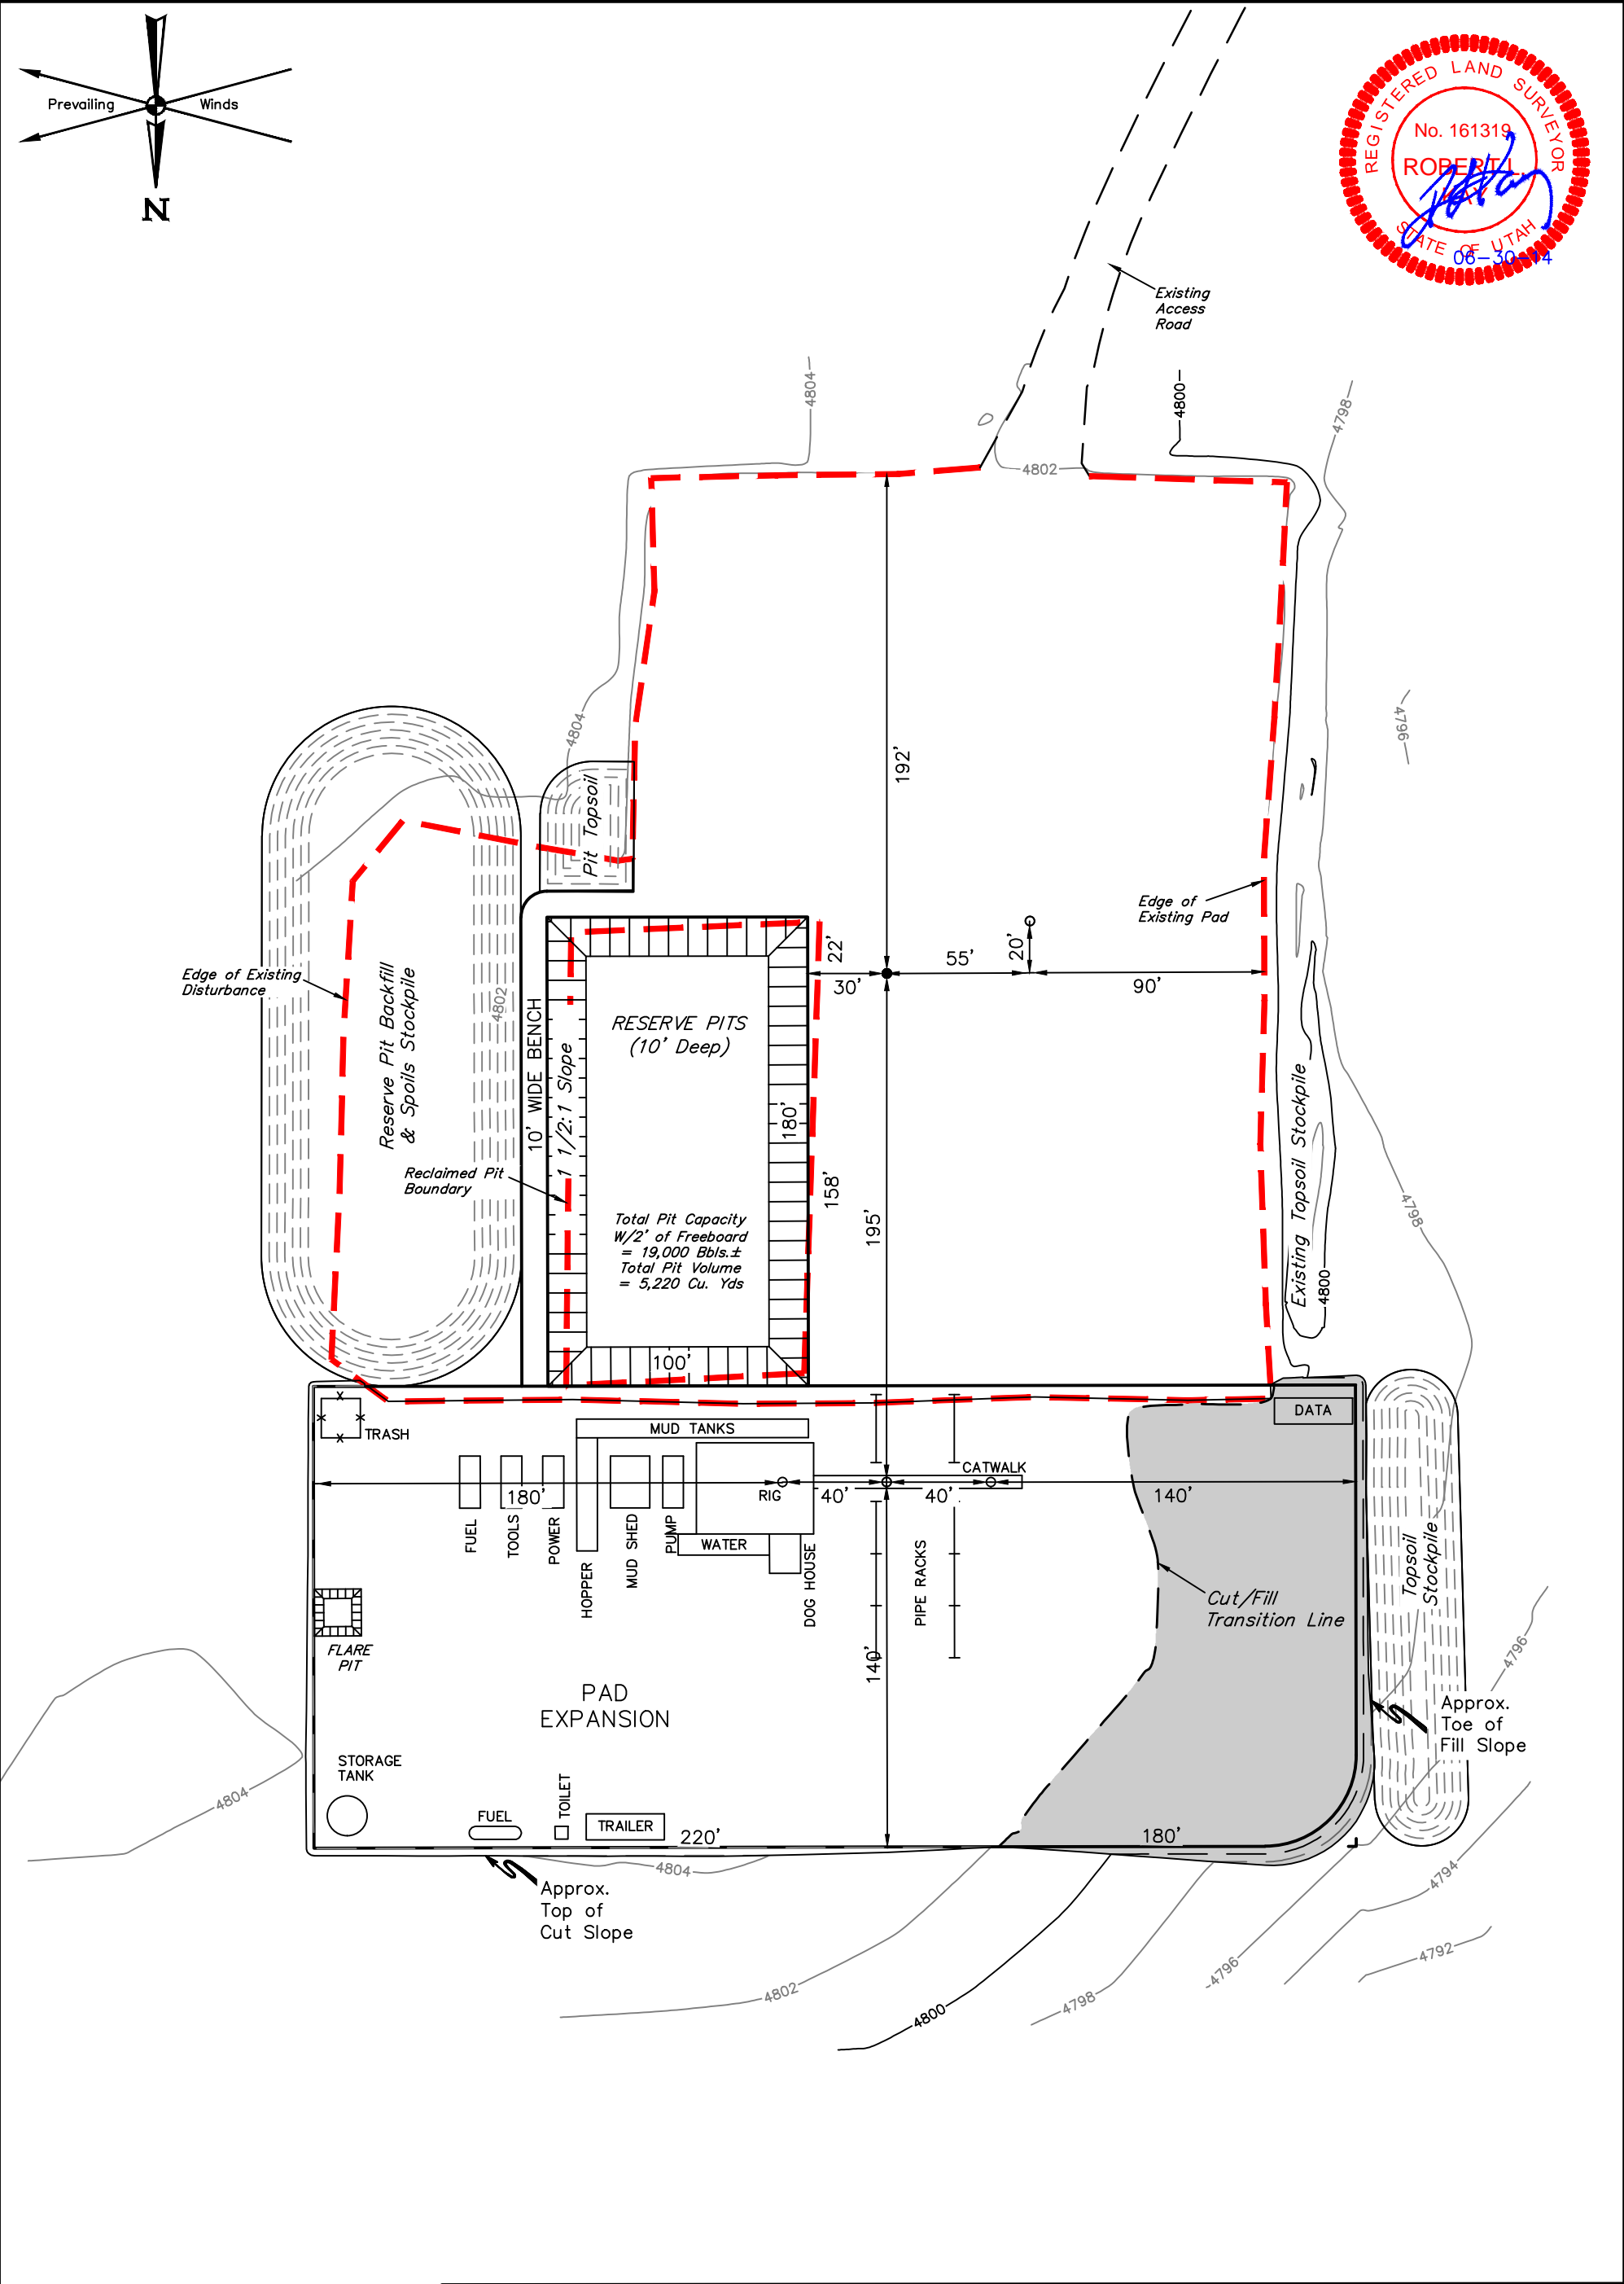 Prevailing Winds
N
REGISTERED LAND SURVEYOR
No. 161319
ROBERT L.
KAY
STATE OF UTAH
06-30-14
Existing
Access
Road
4804
4800
4798
4802
4804
4796
192'
Pit Topsoil
Edge of
Existing Pad
Edge of Existing
Disturbance
Reserve Pit Backfill
& Spoils Stockpile
4802
10' WIDE BENCH
1 1/2:1 Slope
RESERVE PITS
(10' Deep)
22'
30'
55'
20'
90'
180'
158'
195'
Reclaimed Pit
Boundary
Total Pit Capacity
W/2' of Freeboard
= 19,000 Bbls.±
Total Pit Volume
= 5,220 Cu. Yds
100'
Existing Topsoil Stockpile
4800
4798
TRASH
MUD TANKS
DATA
CATWALK
RIG
180'
40'
40'
140'
FUEL
TOOLS
POWER
HOPPER
MUD SHED
PUMP
WATER
DOG HOUSE
PIPE RACKS
Cut/Fill
Transition Line
Topsoil
Stockpile
4796
FLARE
PIT
140'
PAD
EXPANSION
Approx.
Toe of
Fill Slope
STORAGE
TANK
4804
FUEL
TOILET
TRAILER
220'
180'
4804
Approx.
Top of
Cut Slope
4802
4800
4798
4796
4794
4792